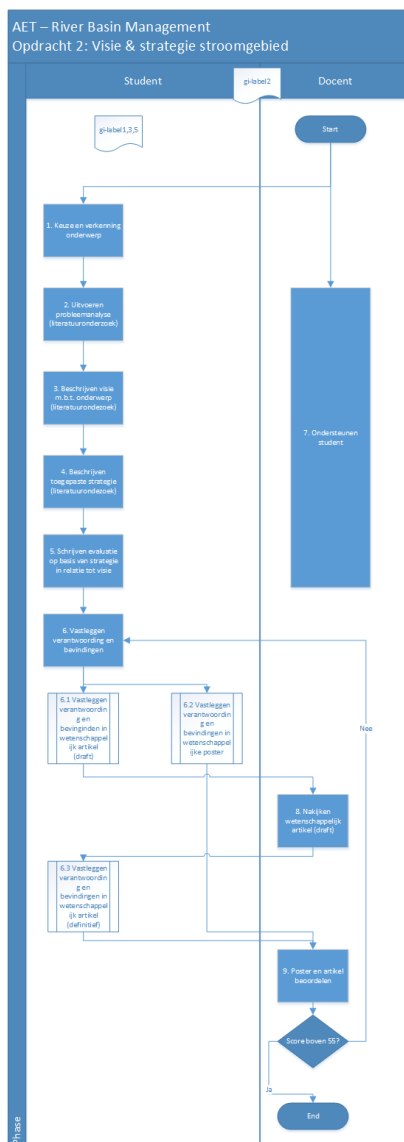 AET – River Basin Management
Opdracht 2: Visie & strategie stroomgebied
Student
gi-label2
Docent
gi-label1,3,5
Start
1. Keuze en verkenning
onderwerp
2. Uitvoeren
probleemanalyse
(literatuuronderzoek)
3. Beschrijven visie
m.b.t. onderwerp
(literatuurondezoek)
4. Beschrijven
toegepaste strategie
(literatuurondezoek)
7. Ondersteunen
student
5. Schrijven evaluatie
op basis van strategie
in relatie tot visie
6. Vastleggen
verantwoording en
bevindingen
6.1 Vastleggen
verantwoordin
g en
bevinginden in
wetenschappel
ijk artikel
(draft)
6.2 Vastleggen
verantwoordin
g en
bevindingen in
wetenschappel
ijke poster
Nee
8. Nakijken
wetenschappelijk
artikel (draft)
6.3 Vastleggen
verantwoordin
g en
bevindingen in
wetenschappel
ijk artikel
(definitief)
9. Poster en artikel
beoordelen
Score boven 55?
Ja
End
Phase